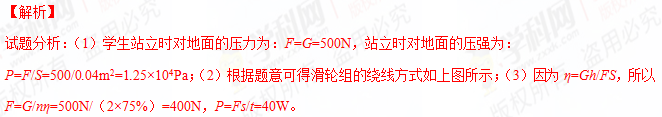 【解析】
试题分析：（1）学生站立时对地面的压力为：F=G=500N，站立时对地面的压强为：
P=F/S=500/0.04m²=1.25×10⁴Pa；（2）根据题意可得滑轮组的绕线方式如上图所示；（3）因为 η=Gh/FS，所以
F=G/nη=500N/（2×75%）=400N，P=Fs/t=40W。